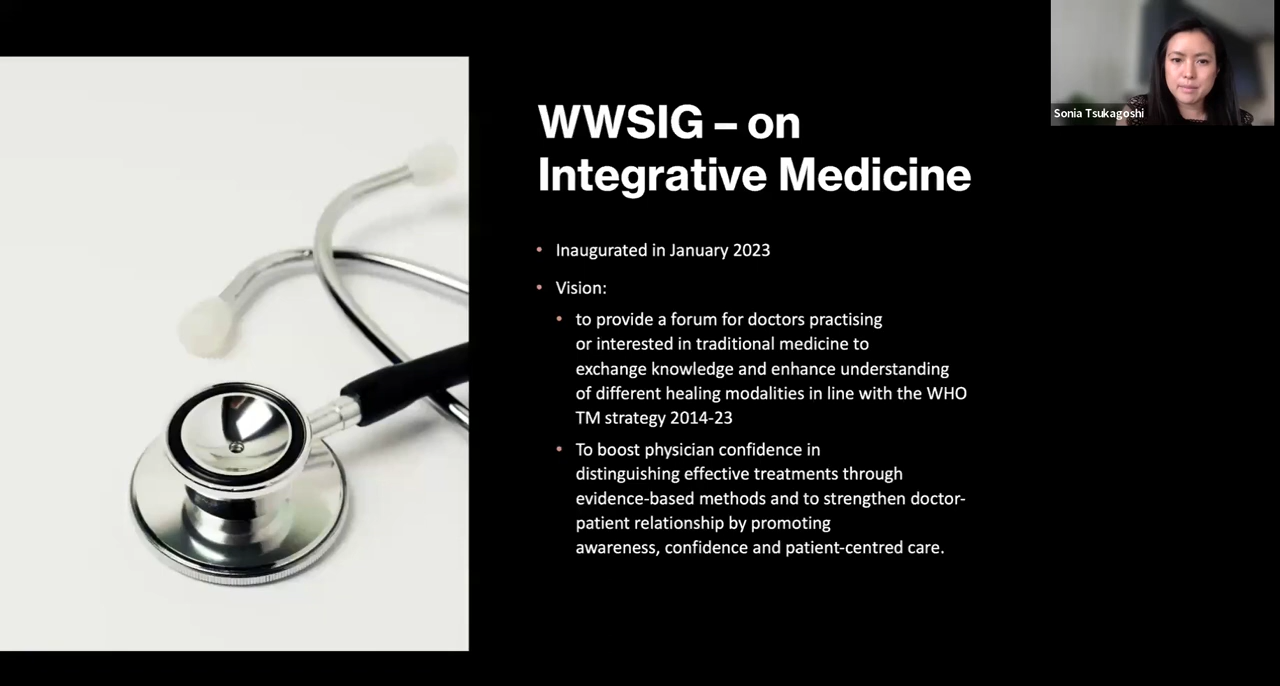 WWSIG – on
Integrative Medicine
• Inaugurated in January 2023
• Vision:
• to provide a forum for doctors practising
or interested in traditional medicine to
exchange knowledge and enhance understanding
of different healing modalities in line with the WHO
TM strategy 2014-23
• To boost physician confidence in
distinguishing effective treatments through
evidence-based methods and to strengthen doctor-
patient relationship by promoting
awareness, confidence and patient-centred care.
Sonia Tsukagoshi